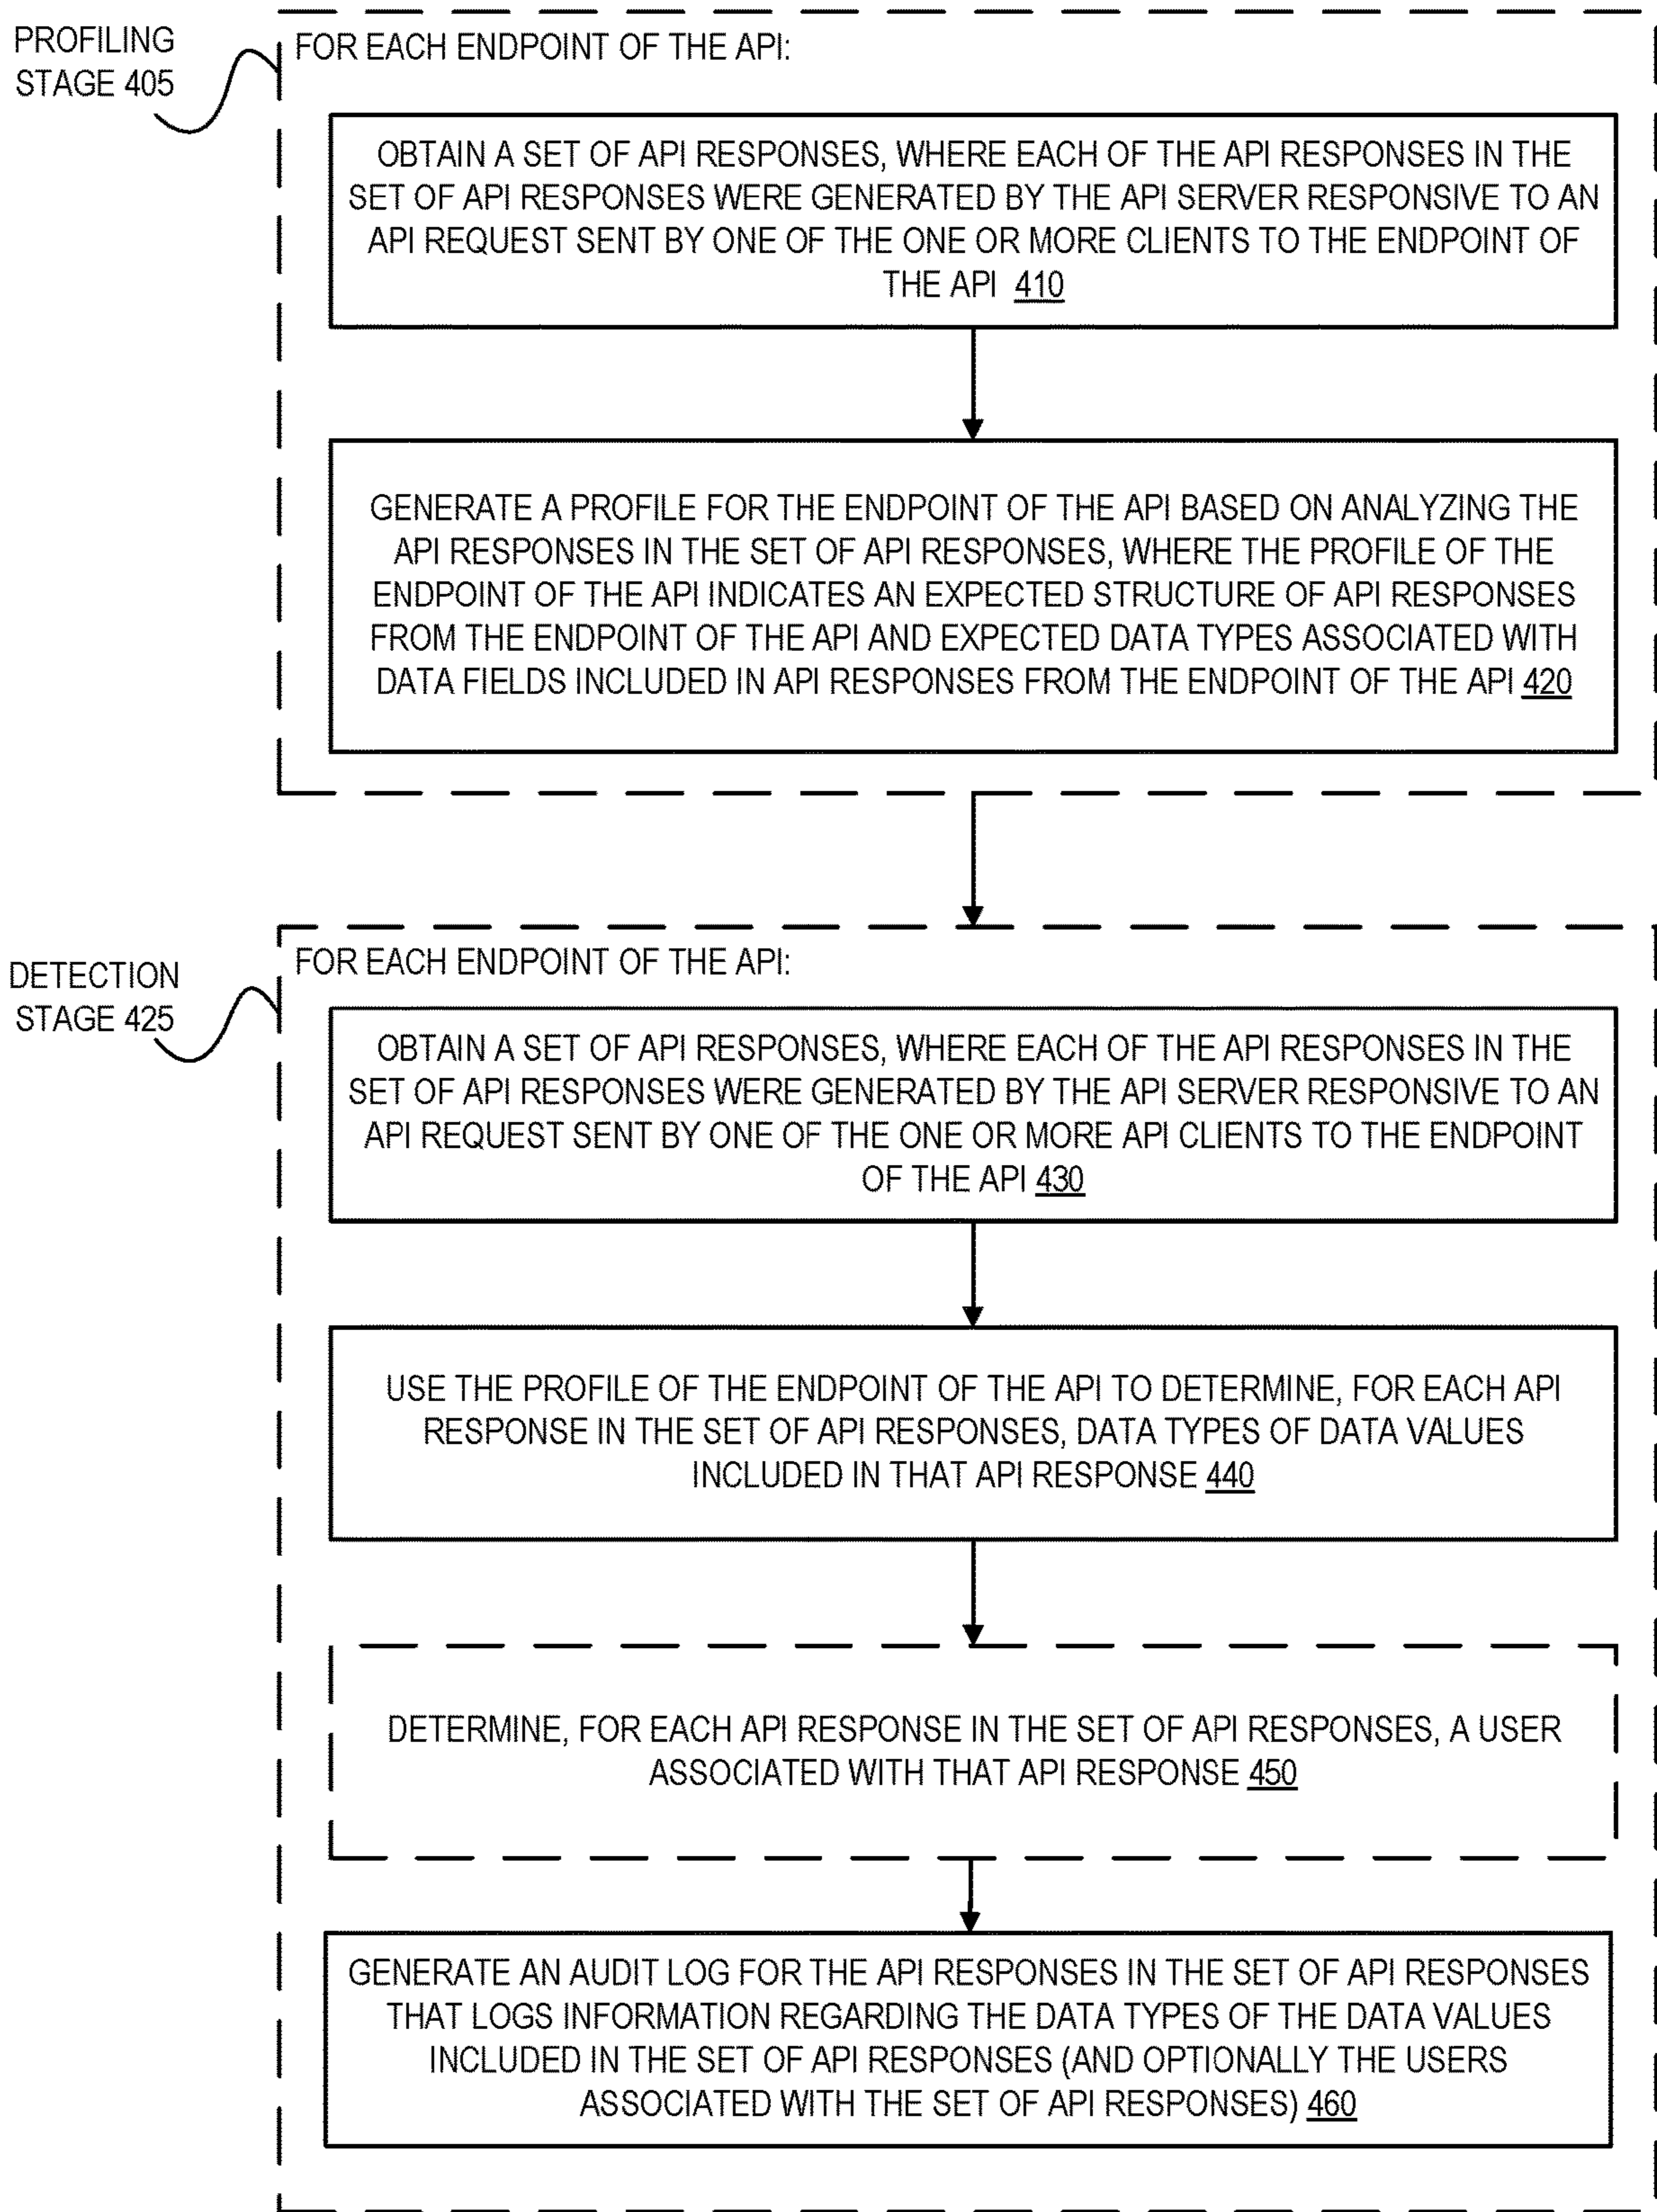 PROFILING
STAGE 405
FOR EACH ENDPOINT OF THE API:
OBTAIN A SET OF API RESPONSES, WHERE EACH OF THE API RESPONSES IN THE
SET OF API RESPONSES WERE GENERATED BY THE API SERVER RESPONSIVE TO AN
API REQUEST SENT BY ONE OF THE ONE OR MORE CLIENTS TO THE ENDPOINT OF
THE API 410
GENERATE A PROFILE FOR THE ENDPOINT OF THE API BASED ON ANALYZING THE
API RESPONSES IN THE SET OF API RESPONSES, WHERE THE PROFILE OF THE
ENDPOINT OF THE API INDICATES AN EXPECTED STRUCTURE OF API RESPONSES
FROM THE ENDPOINT OF THE API AND EXPECTED DATA TYPES ASSOCIATED WITH
DATA FIELDS INCLUDED IN API RESPONSES FROM THE ENDPOINT OF THE API 420
DETECTION
STAGE 425
FOR EACH ENDPOINT OF THE API:
OBTAIN A SET OF API RESPONSES, WHERE EACH OF THE API RESPONSES IN THE
SET OF API RESPONSES WERE GENERATED BY THE API SERVER RESPONSIVE TO AN
API REQUEST SENT BY ONE OF THE ONE OR MORE API CLIENTS TO THE ENDPOINT
OF THE API 430
USE THE PROFILE OF THE ENDPOINT OF THE API TO DETERMINE, FOR EACH API
RESPONSE IN THE SET OF API RESPONSES, DATA TYPES OF DATA VALUES
INCLUDED IN THAT API RESPONSE 440
DETERMINE, FOR EACH API RESPONSE IN THE SET OF API RESPONSES, A USER
ASSOCIATED WITH THAT API RESPONSE 450
GENERATE AN AUDIT LOG FOR THE API RESPONSES IN THE SET OF API RESPONSES
THAT LOGS INFORMATION REGARDING THE DATA TYPES OF THE DATA VALUES
INCLUDED IN THE SET OF API RESPONSES (AND OPTIONALLY THE USERS
ASSOCIATED WITH THE SET OF API RESPONSES) 460